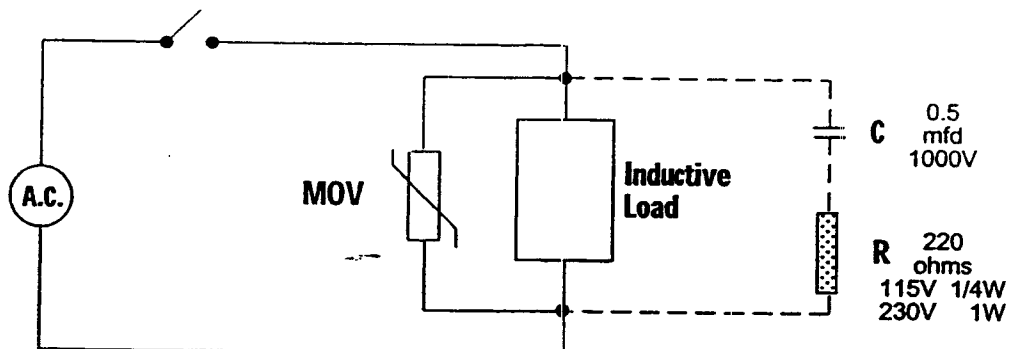 A.C.
MOV
Inductive
Load
C
0.5
mfd
1000V
R
220
ohms
115V 1/4W
230V 1W